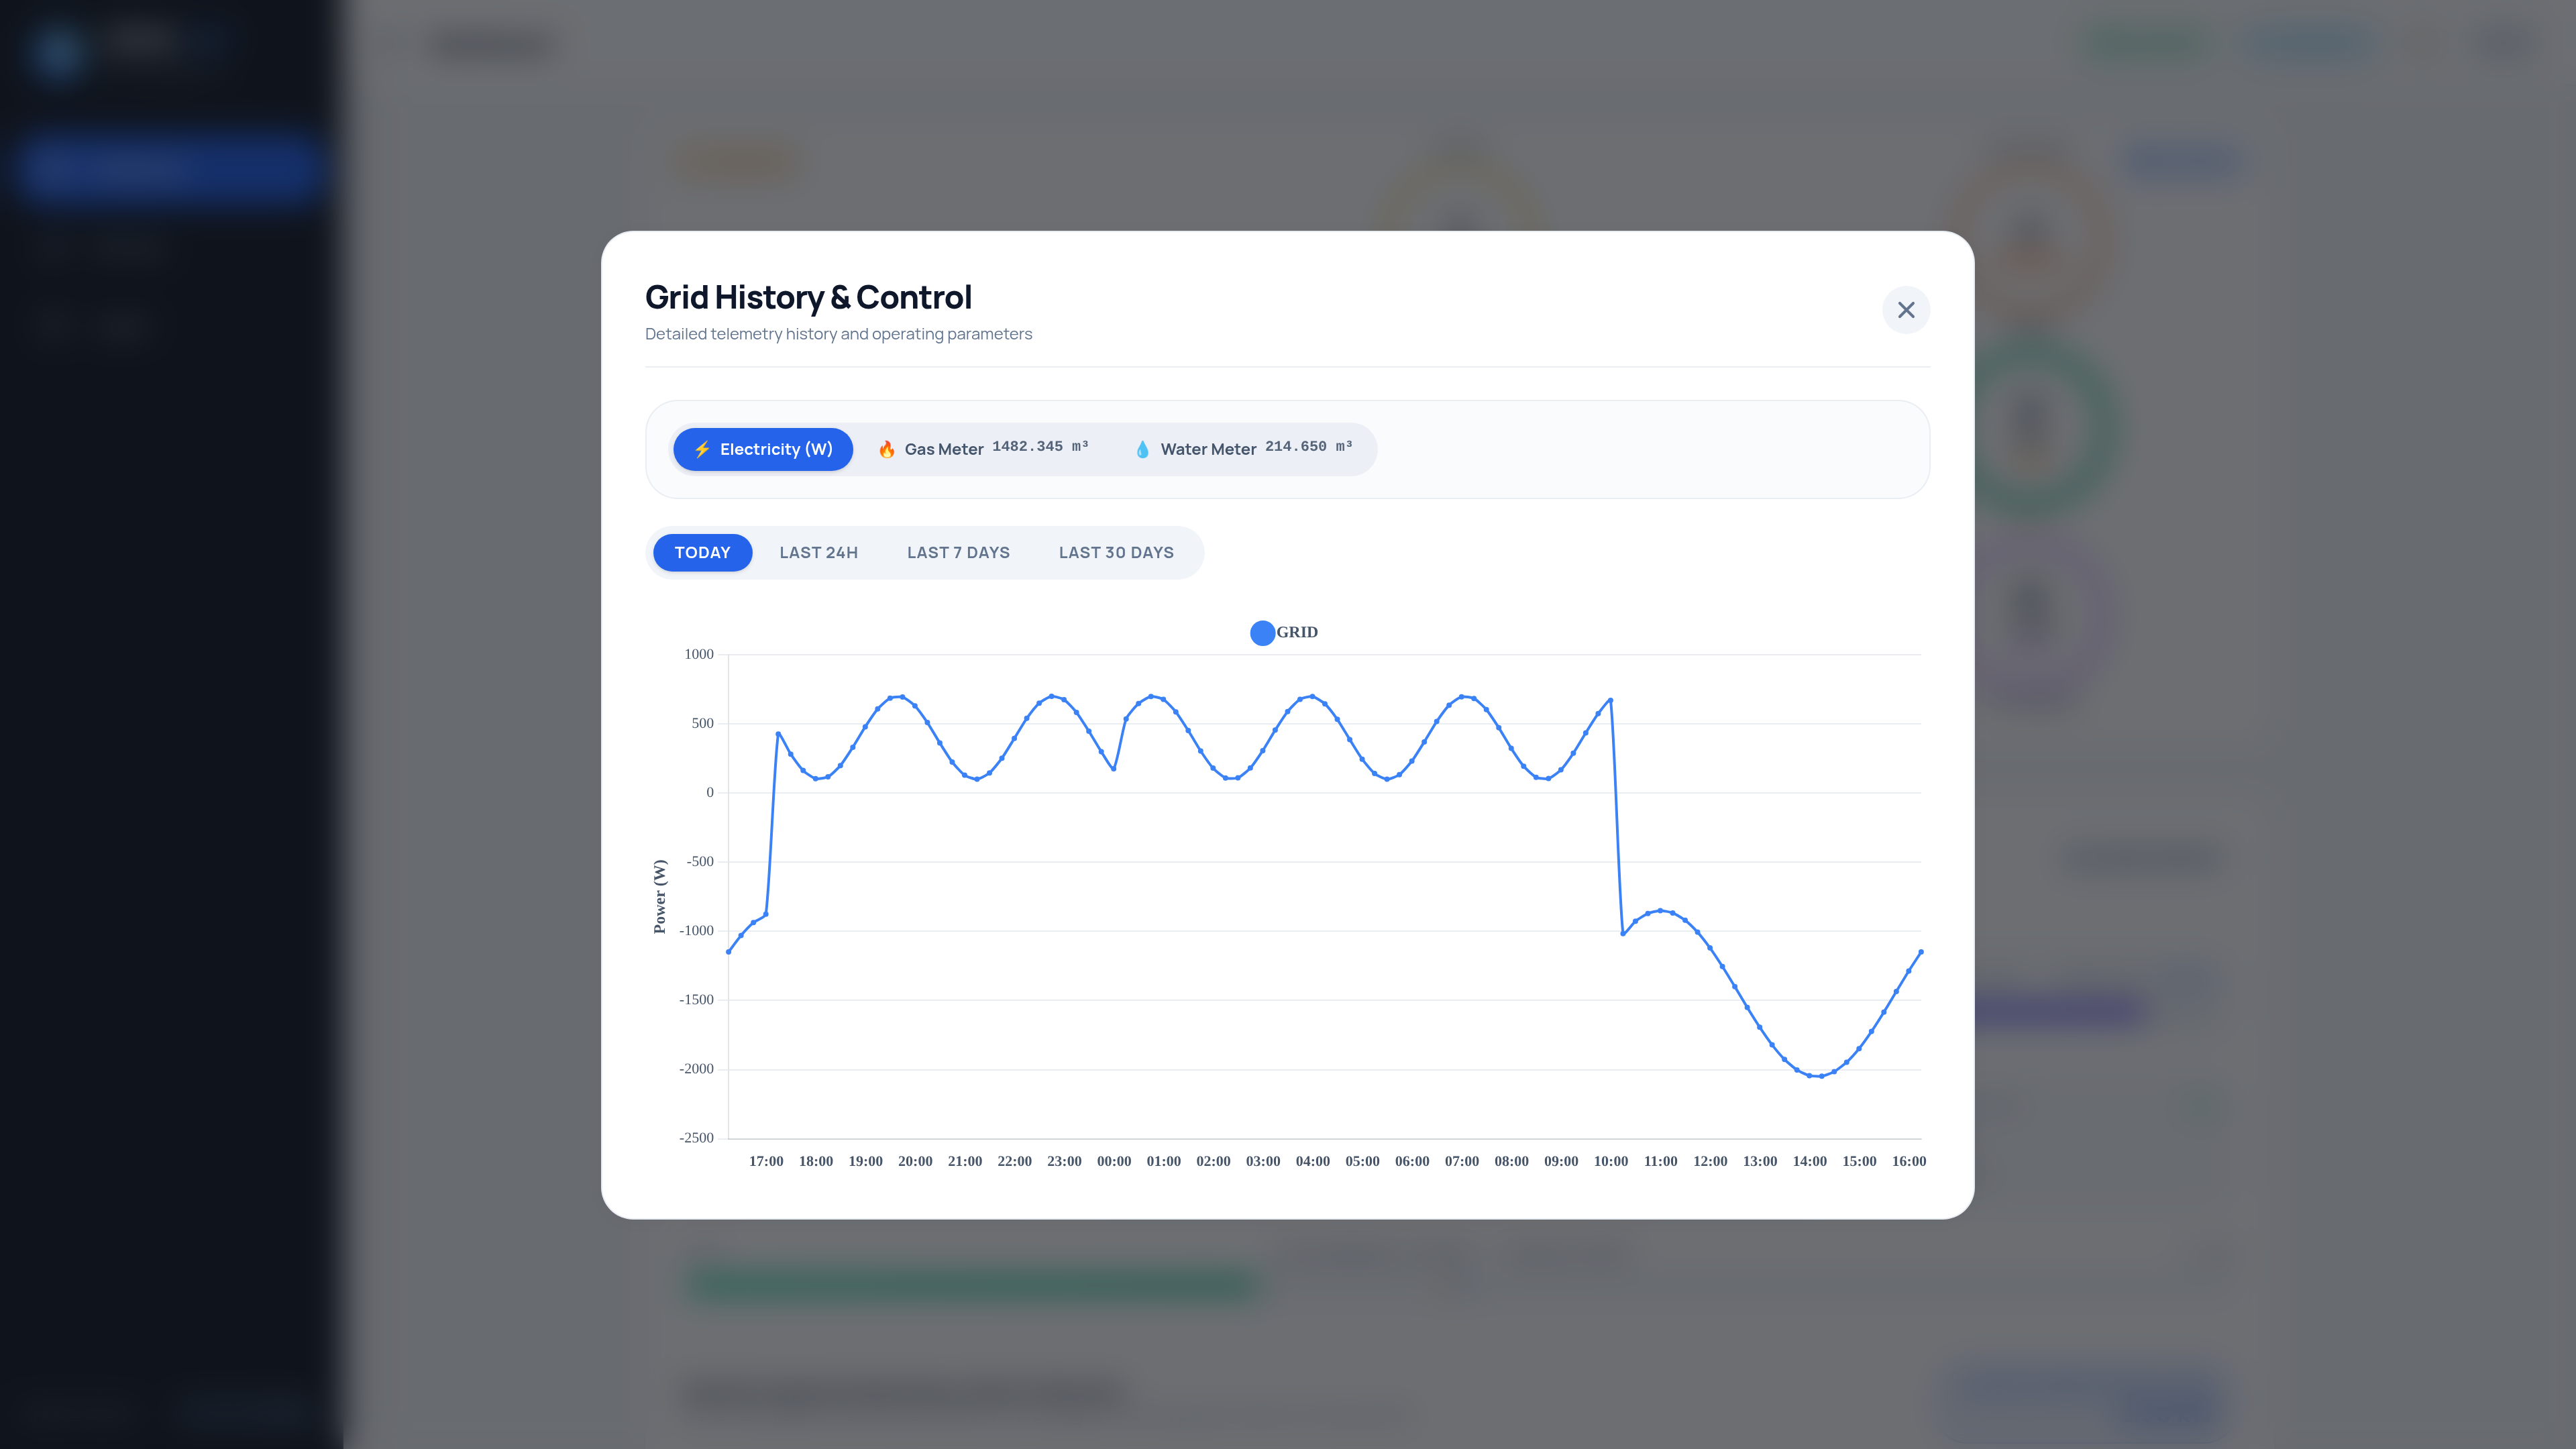 Grid History & Control
Detailed telemetry history and operating parameters
⚡ Electricity (W) 🔥 Gas Meter 1482.345 m³ 💧 Water Meter 214.650 m³
TODAY LAST 24H LAST 7 DAYS LAST 30 DAYS
GRID
Power (W)
1000
500
0
-500
-1000
-1500
-2000
-2500
17:00 18:00 19:00 20:00 21:00 22:00 23:00 00:00 01:00 02:00 03:00 04:00 05:00 06:00 07:00 08:00 09:00 10:00 11:00 12:00 13:00 14:00 15:00 16:00